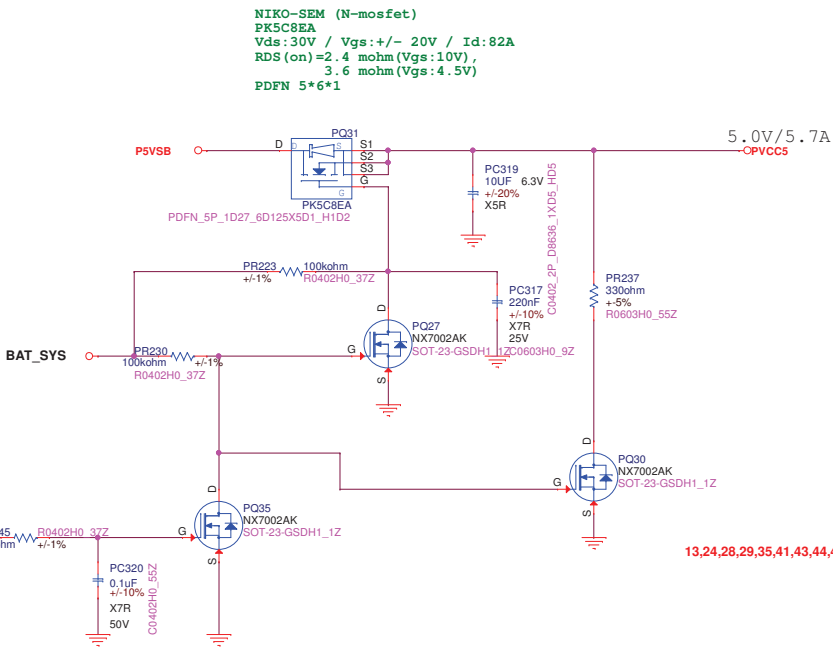 NIKO-SEM (N-mosfet)
PK5C8EA
Vds:30V / Vgs:+/- 20V / Id:82A
RDS(on)=2.4 mohm(Vgs:10V),
3.6 mohm(Vgs:4.5V)
PDFN 5*6*1
5.0V/5.7A
P5VSB
D
PQ31
D
S
G
S1
S2
S3
G
PK5C8EA
PDFN_5P_1D27_6D125X5D1_H1D2
PVCC5
PC319
10UF 6.3V
+/-20%
X5R
C0402_2P_D8636_1XD5_HD5
PR223
+/-1%
100kohm
R0402H0_37Z
PC317
220nF
+/-10%
X7R
25V
C0603H0_9Z
PR237
330ohm
+-5%
R0603H0_55Z
BAT_SYS
PR230
100kohm
+/-1%
R0402H0_37Z
D
G
S
PQ27
NX7002AK
SOT-23-GSDH1_1Z
D
G
S
PQ30
NX7002AK
SOT-23-GSDH1_1Z
D
G
S
PQ35
NX7002AK
SOT-23-GSDH1_1Z
45
hm
R0402H0_37Z
+/-1%
PC320
0.1uF
+/-10%
X7R
50V
C0402H0_55Z
13,24,28,29,35,41,43,44,4